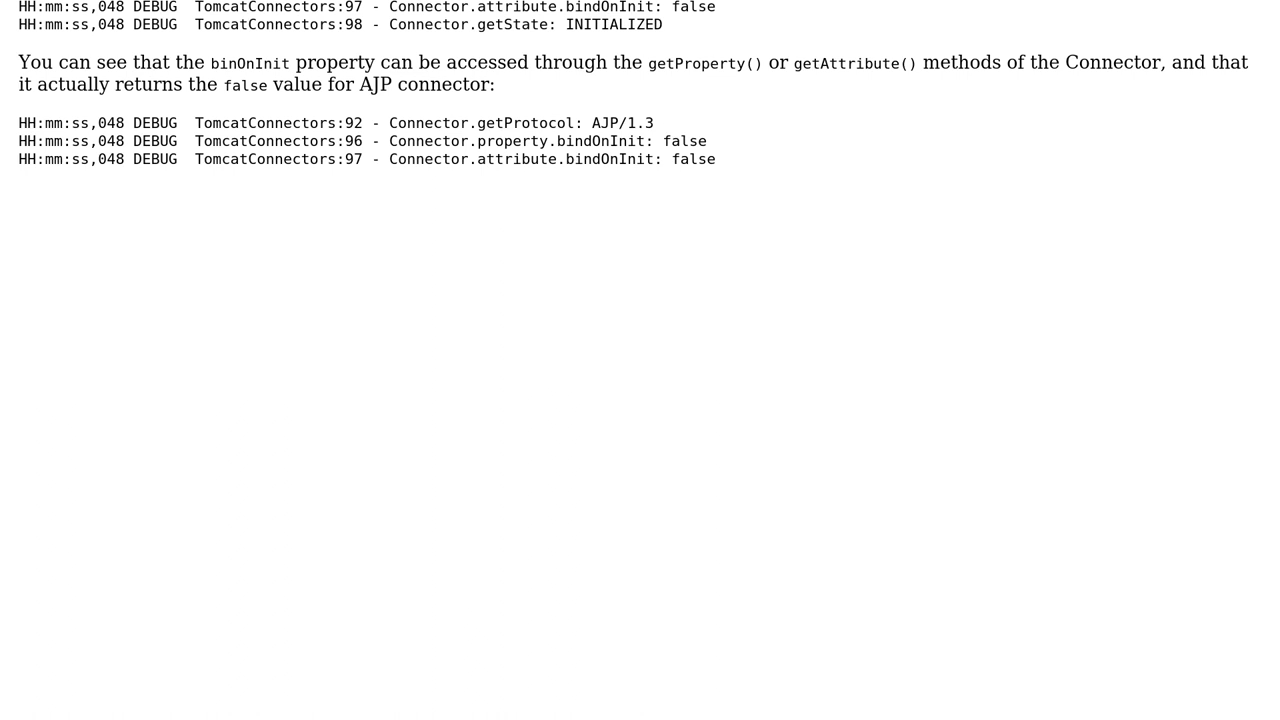 HH:mm:ss,048 DEBUG  TomcatConnectors:97 - Connector.attribute.bindOnInit: false
HH:mm:ss,048 DEBUG  TomcatConnectors:98 - Connector.getState: INITIALIZED
You can see that the binOnInit property can be accessed through the getProperty() or getAttribute() methods of the Connector, and that
it actually returns the false value for AJP connector:
HH:mm:ss,048 DEBUG  TomcatConnectors:92 - Connector.getProtocol: AJP/1.3
HH:mm:ss,048 DEBUG  TomcatConnectors:96 - Connector.property.bindOnInit: false
HH:mm:ss,048 DEBUG  TomcatConnectors:97 - Connector.attribute.bindOnInit: false